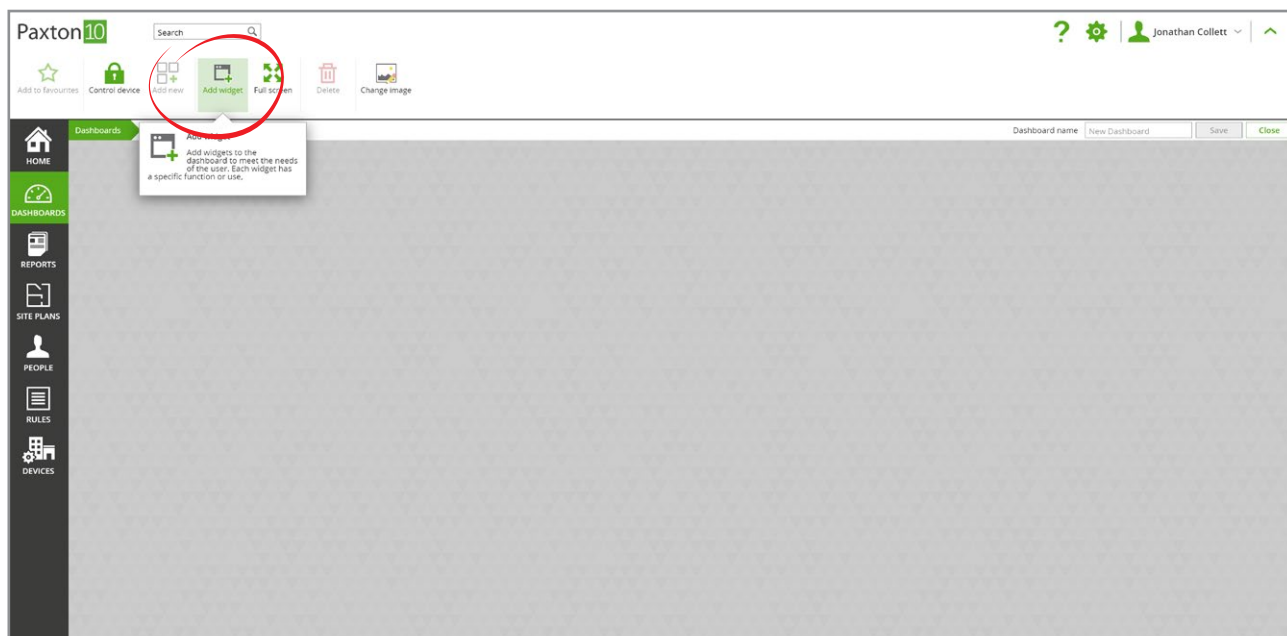 Paxton10
Search
Jonathan Collett
Add to favourites
Control device
Add new
Add widget
Full screen
Delete
Change image
Dashboards
Dashboard name
New Dashboard
Save
Close
Add widget
Add widgets to the
dashboard to meet the needs
of the user. Each widget has
a specific function or use.
HOME
DASHBOARDS
REPORTS
SITE PLANS
PEOPLE
RULES
DEVICES